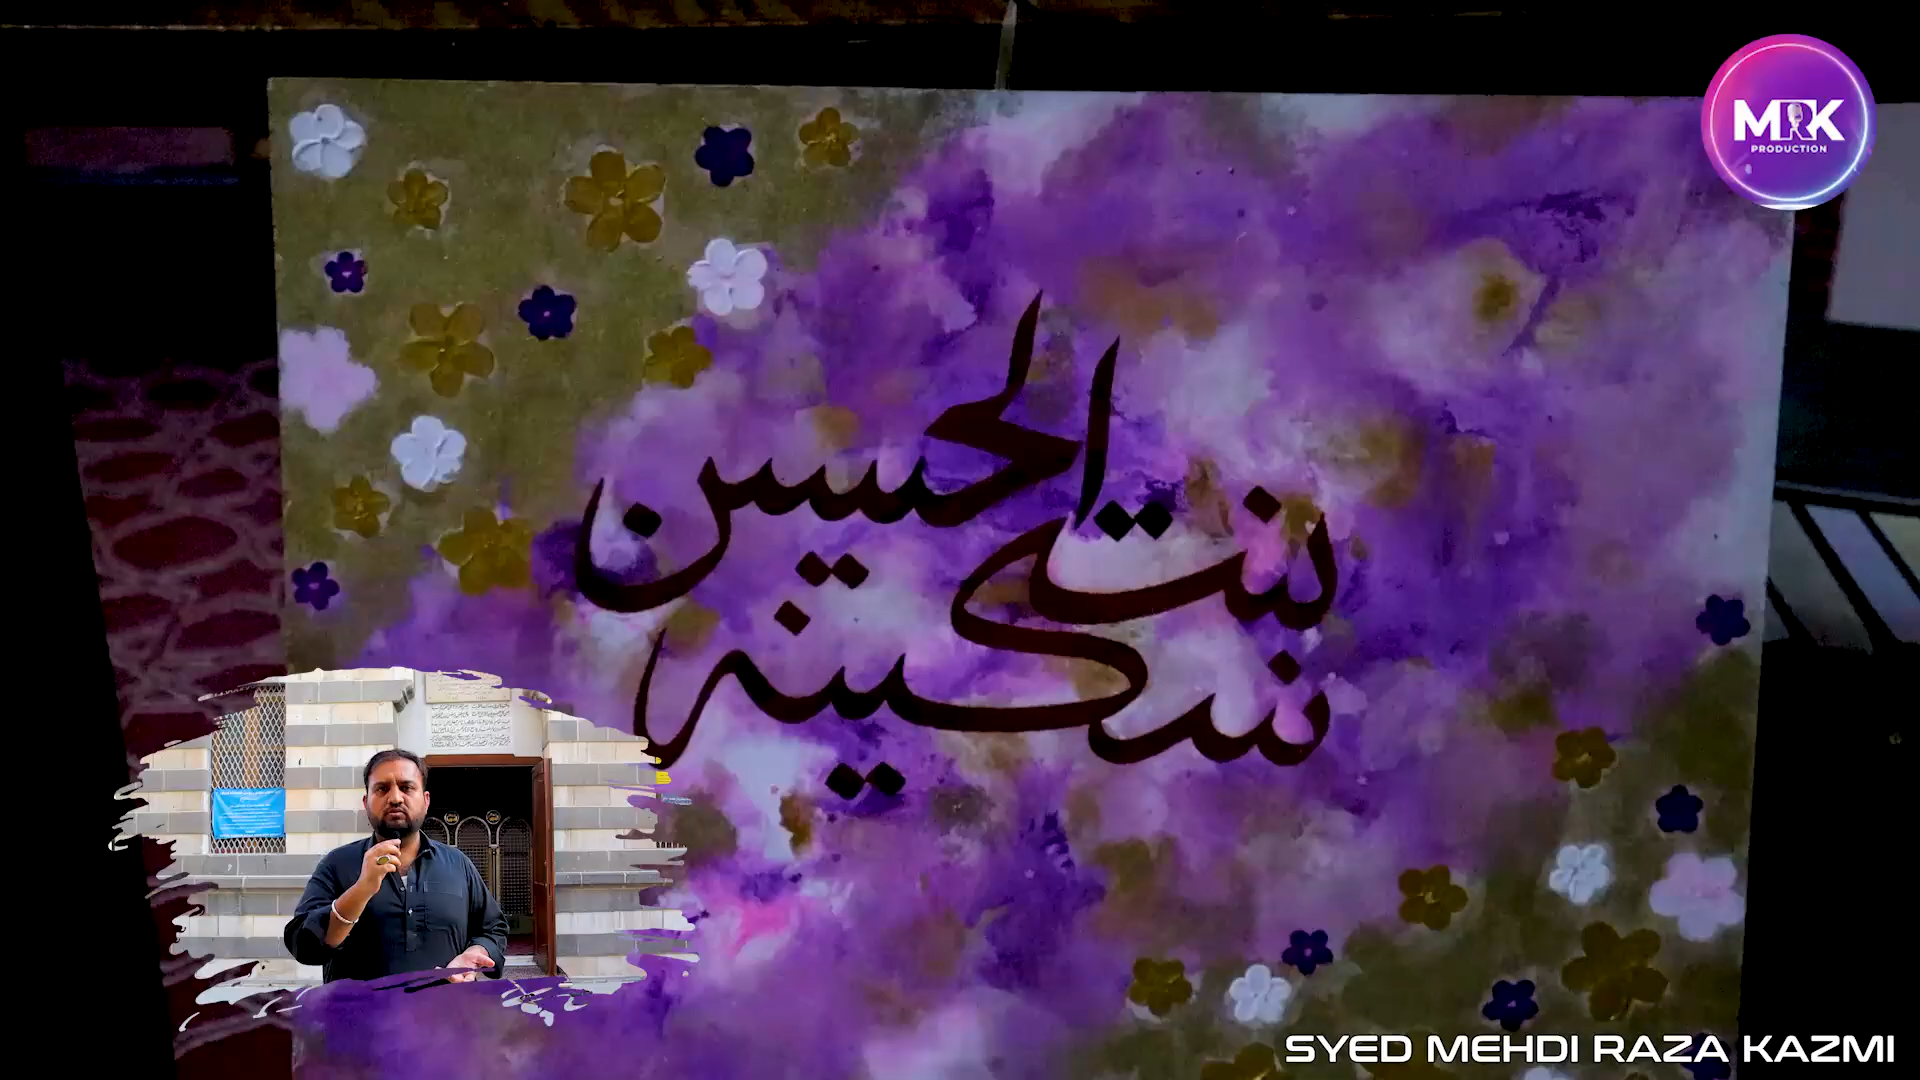 MRK
PRODUCTION
بنت الحسین
سکینہ
SYED MEHDI RAZA KAZMI